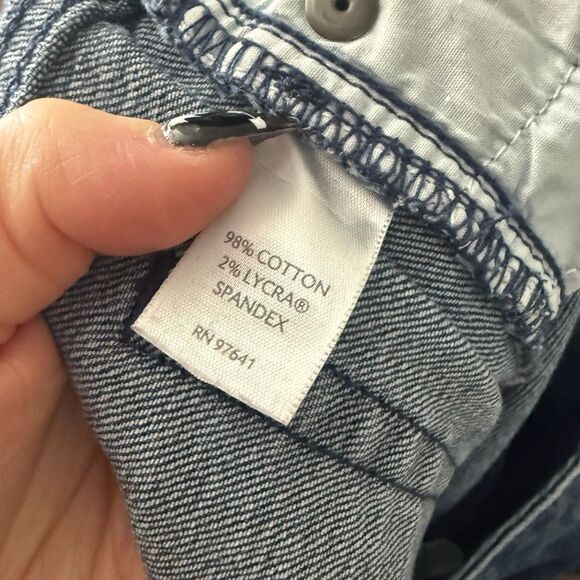 98% COTTON
2% LYCRA®
SPANDEX
RN 97641